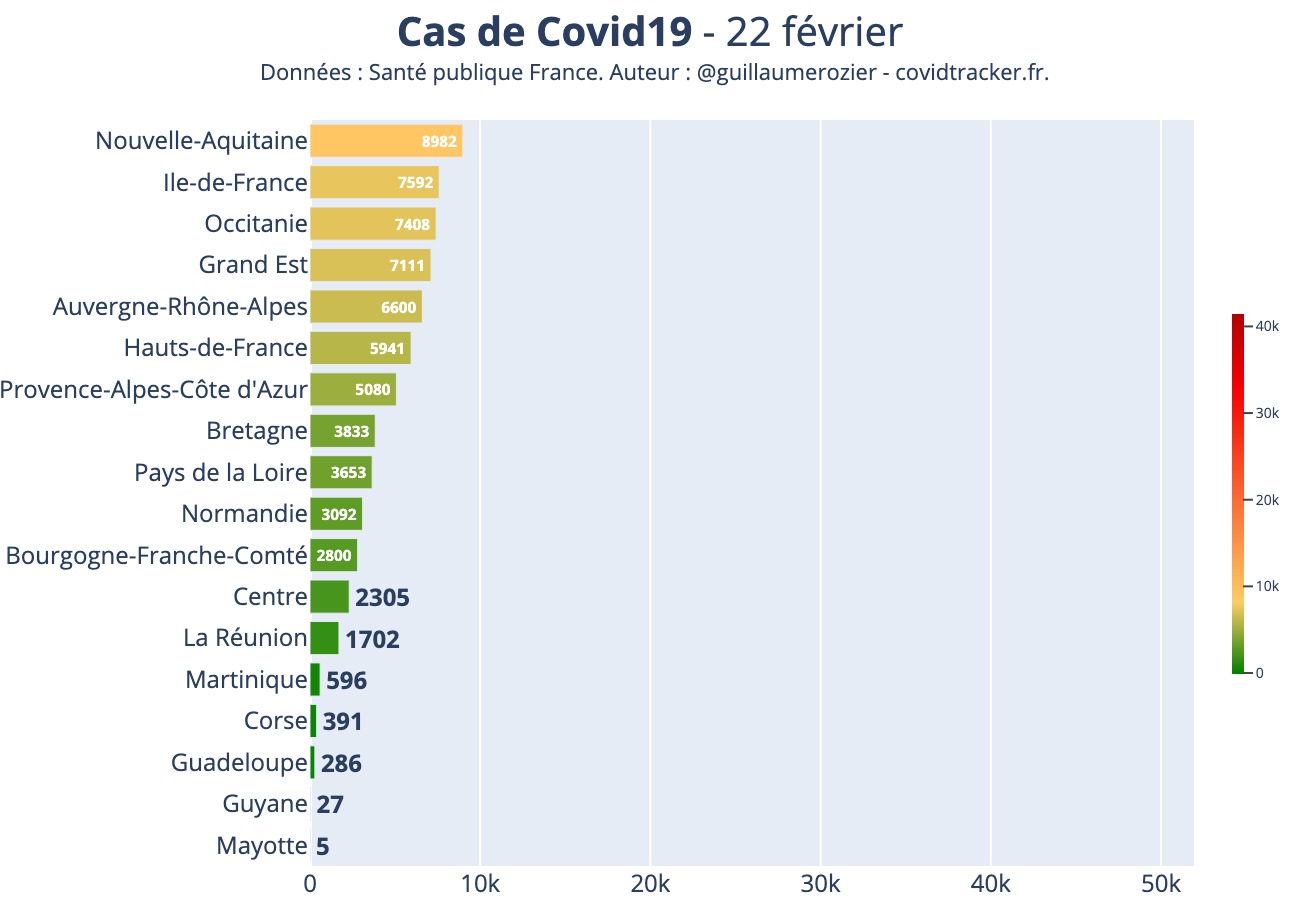 Cas de Covid19 - 22 février
Données : Santé publique France. Auteur : @guillaumerozier - covidtracker.fr.
Nouvelle-Aquitaine 8982
Ile-de-France 7592
Occitanie 7408
Grand Est 7111
Auvergne-Rhône-Alpes 6600
Hauts-de-France 5941
Provence-Alpes-Côte d'Azur 5080
Bretagne 3833
Pays de la Loire 3653
Normandie 3092
Bourgogne-Franche-Comté 2800
Centre 2305
La Réunion 1702
Martinique 596
Corse 391
Guadeloupe 286
Guyane 27
Mayotte 5
0 10k 20k 30k 40k 50k
40k
30k
20k
10k
0